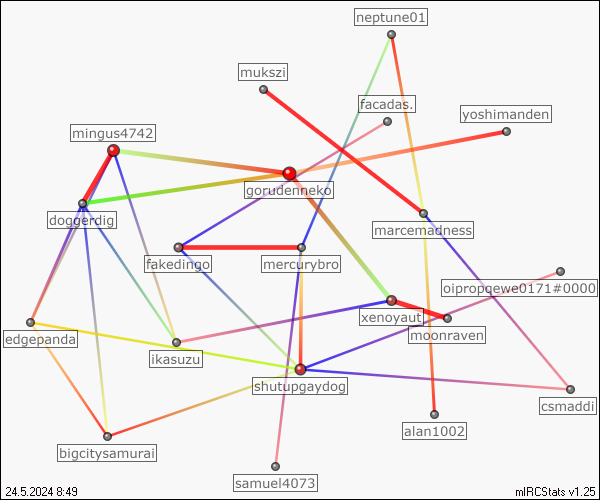 neptune01
mukszi
facadas.
yoshimanden
mingus4742
gorudenneko
doggerdig
marcemadness
fakedingo
mercurybro
oipropqewe0171#0000
xenoyaut
moonraven
edgepanda
ikasuzu
shutupgaydog
csmaddi
alan1002
bigcitysamurai
samuel4073
24.5.2024 8:49
mIRCStats v1.25